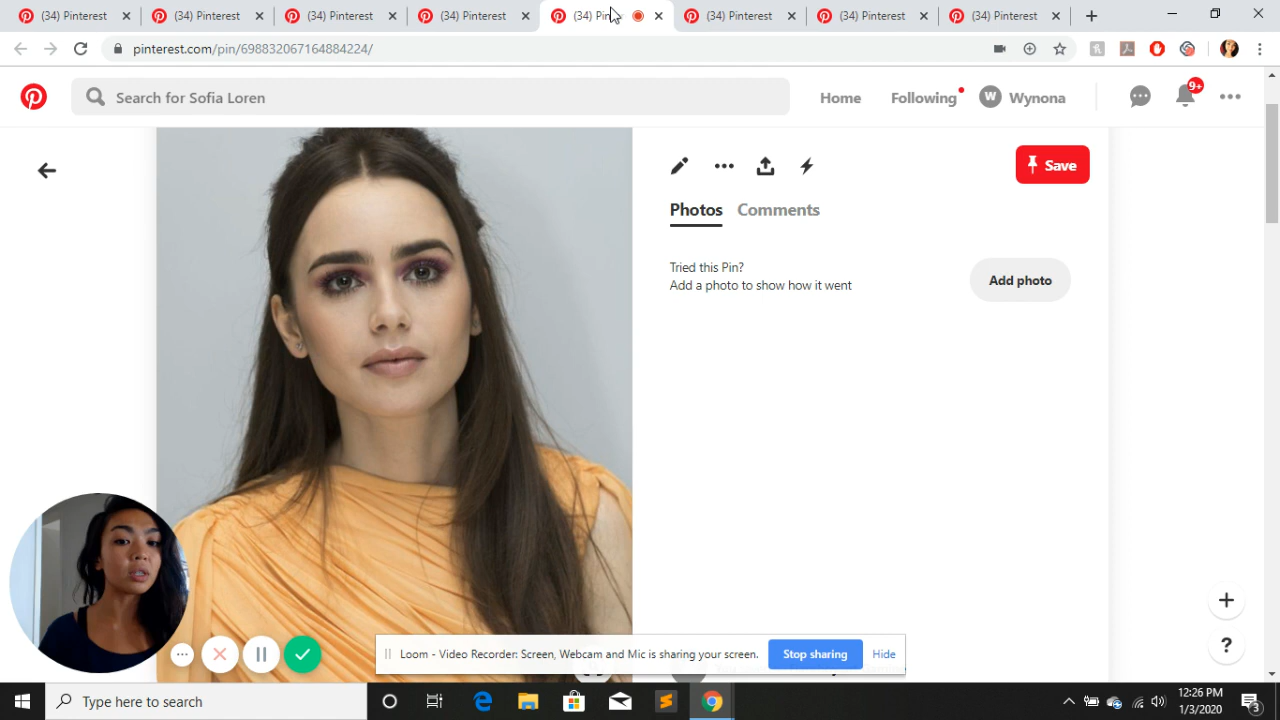 (34) Pinterest
(34) Pinterest
(34) Pinterest
(34) Pinterest
(34) Pin
(34) Pinterest
(34) Pinterest
(34) Pinterest
pinterest.com/pin/698832067164884224/
Search for Sofia Loren
Home
Following
W
Wynona
9+
Save
Photos
Comments
Tried this Pin?
Add a photo to show how it went
Add photo
Loom - Video Recorder: Screen, Webcam and Mic is sharing your screen.
Stop sharing
Hide
?
Type here to search
12:26 PM
1/3/2020
3